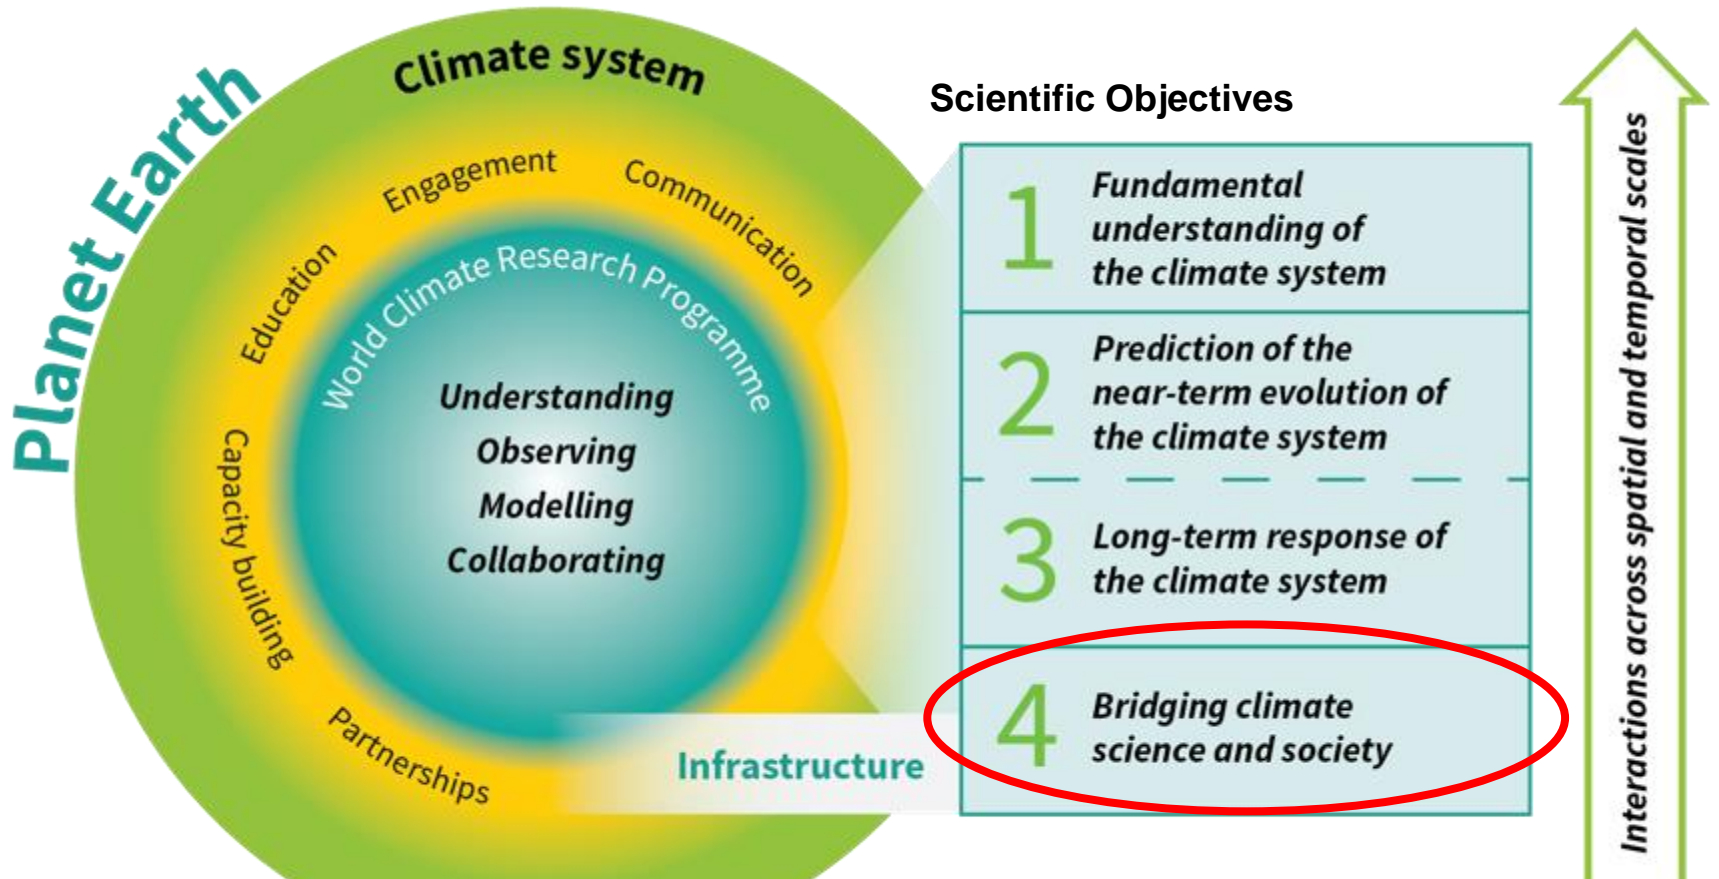 Planet Earth
Climate system
Engagement
Communication
Education
Capacity building
Partnerships
World Climate Research Programme
Understanding
Observing
Modelling
Collaborating
Infrastructure
Scientific Objectives
1
Fundamental
understanding of
the climate system
2
Prediction of the
near-term evolution of
the climate system
3
Long-term response of
the climate system
4
Bridging climate
science and society
Interactions across spatial and temporal scales